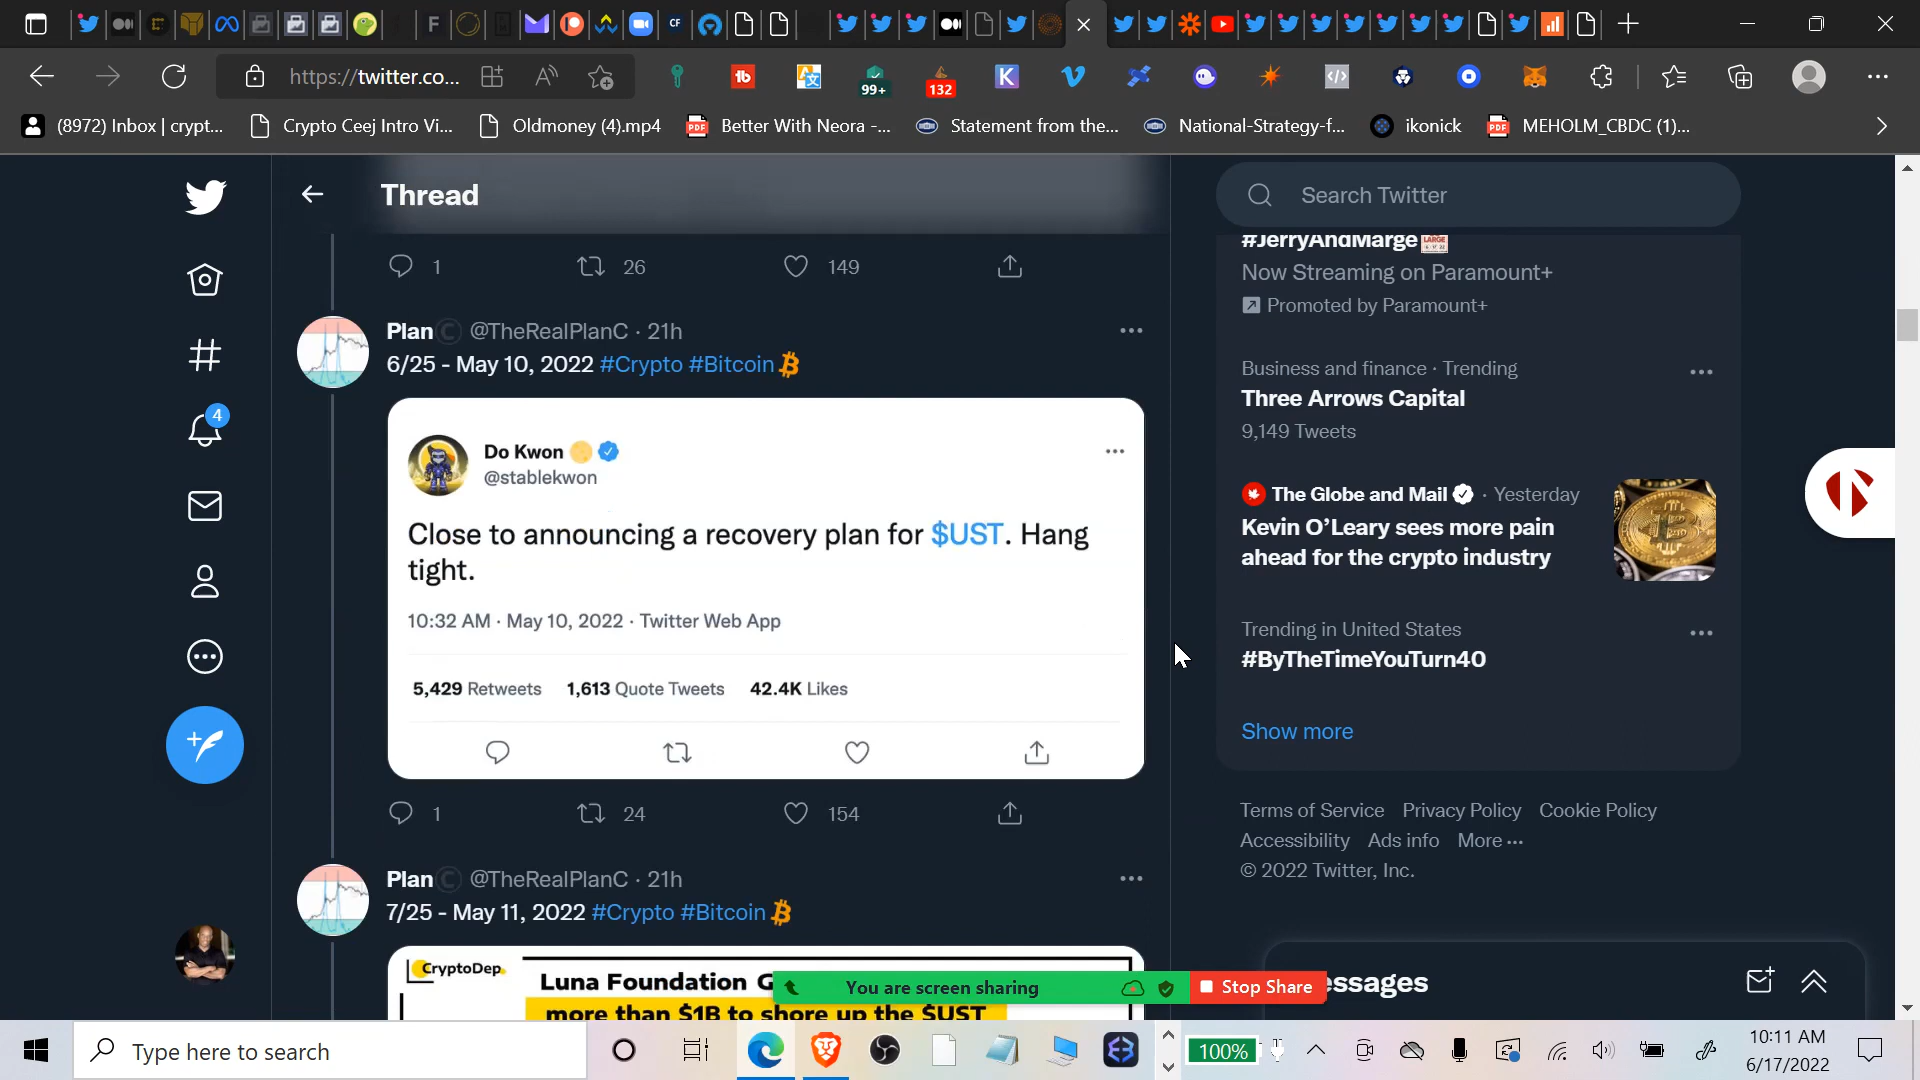 https://twitter.co...
99+
132
(8972) Inbox | crypt...
Crypto Ceej Intro Vi...
Oldmoney (4).mp4
Better With Neora -...
Statement from the...
National-Strategy-f...
ikonick
MEHOLM_CBDC (1)...
Thread
Search Twitter
1 26 149
#JerryAndMarge
Now Streaming on Paramount+
Promoted by Paramount+
Plan© @TheRealPlanC · 21h
6/25 - May 10, 2022 #Crypto #Bitcoin
Do Kwon
@stablekwon
Close to announcing a recovery plan for $UST. Hang
tight.
10:32 AM · May 10, 2022 · Twitter Web App
5,429 Retweets 1,613 Quote Tweets 42.4K Likes
1 24 154
Business and finance · Trending
Three Arrows Capital
9,149 Tweets
The Globe and Mail · Yesterday
Kevin O’Leary sees more pain
ahead for the crypto industry
Trending in United States
#ByTheTimeYouTurn40
Show more
Terms of Service Privacy Policy Cookie Policy
Accessibility Ads info More ···
© 2022 Twitter, Inc.
4
Plan© @TheRealPlanC · 21h
7/25 - May 11, 2022 #Crypto #Bitcoin
CryptoDep.
Luna Foundation G
more than $1B to shore up the $UST
You are screen sharing
Stop Share
essages
Type here to search
100%
10:11 AM
6/17/2022